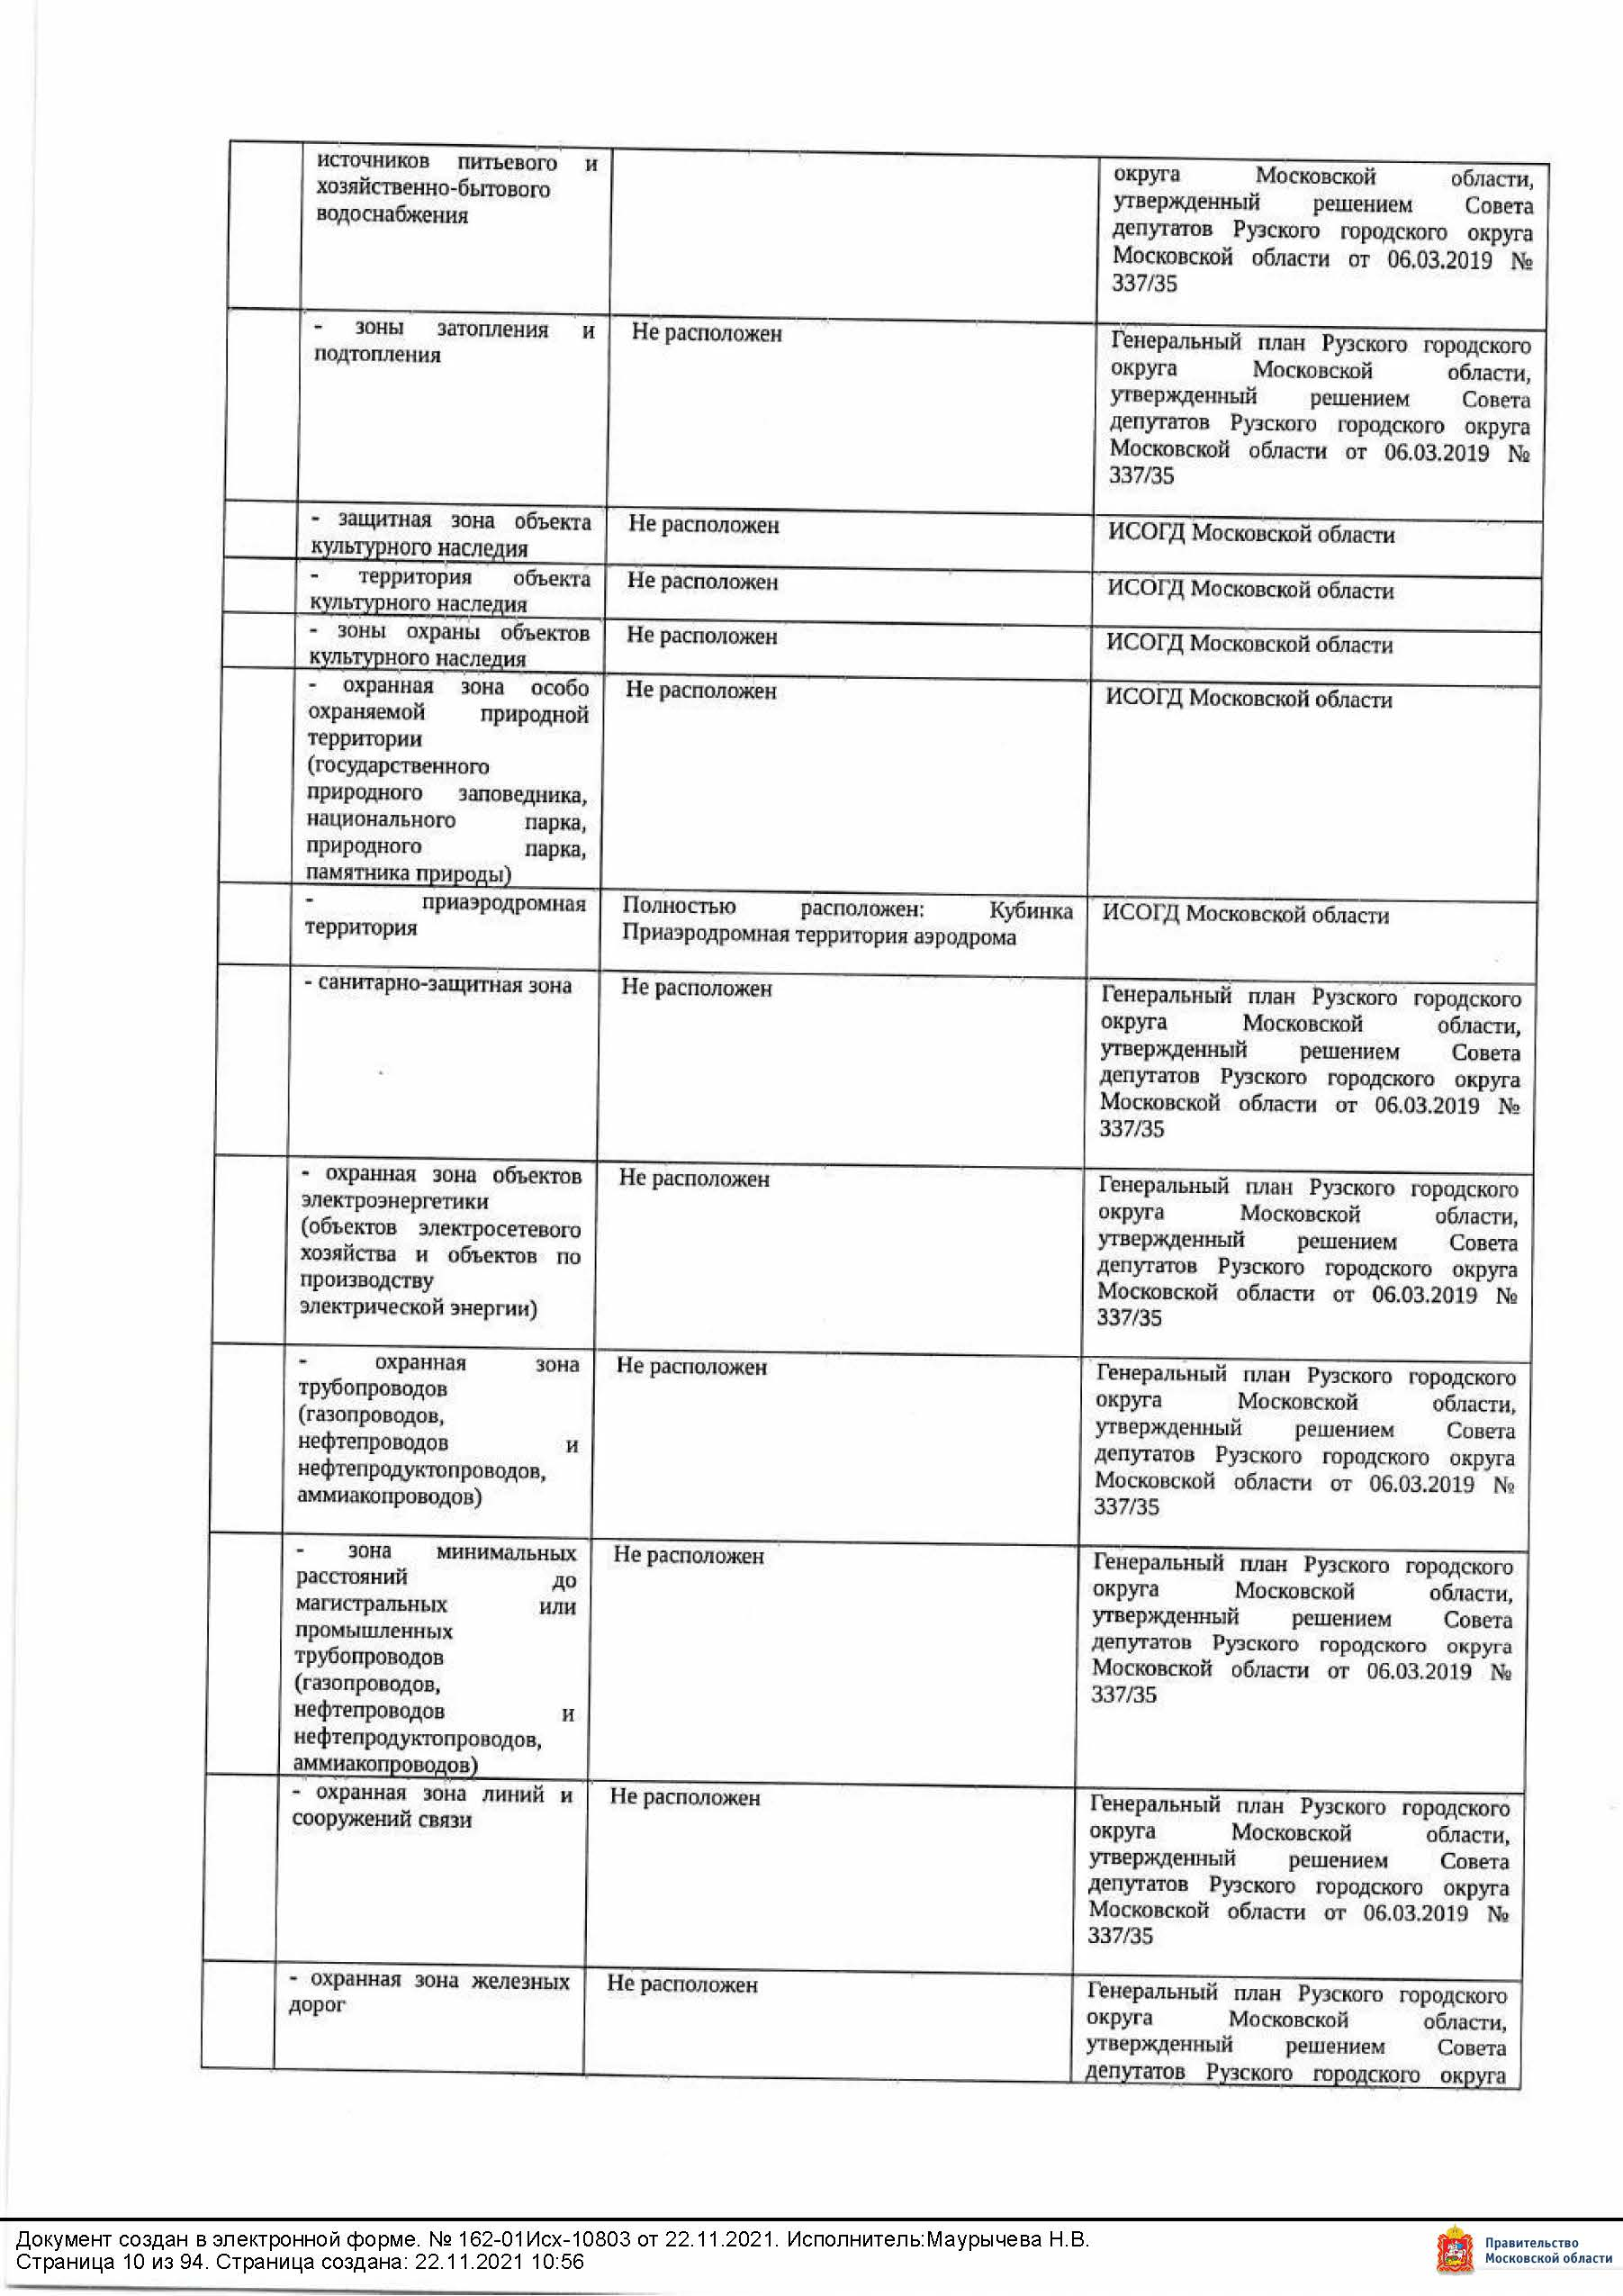 источников питьевого и
хозяйственно-бытового
водоснабжения
округа Московской области,
утвержденный решением Совета
депутатов Рузского городского округа
Московской области от 06.03.2019 №
337/35
- зоны затопления и
подтопления
Не расположен
Генеральный план Рузского городского
округа Московской области,
утвержденный решением Совета
депутатов Рузского городского округа
Московской области от 06.03.2019 №
337/35
- защитная зона объекта
культурного наследия
Не расположен
ИСОГД Московской области
- территория объекта
культурного наследия
Не расположен
ИСОГД Московской области
- зоны охраны объектов
культурного наследия
Не расположен
ИСОГД Московской области
- охранная зона особо
охраняемой природной
территории
(государственного
природного заповедника,
национального парка,
природного парка,
памятника природы)
Не расположен
ИСОГД Московской области
- приаэродромная
территория
Полностью расположен: Кубинка
Приаэродромная территория аэродрома
ИСОГД Московской области
- санитарно-защитная зона
Не расположен
Генеральный план Рузского городского
округа Московской области,
утвержденный решением Совета
депутатов Рузского городского округа
Московской области от 06.03.2019 №
337/35
- охранная зона объектов
электроэнергетики
(объектов электросетевого
хозяйства и объектов по
производству
электрической энергии)
Не расположен
Генеральный план Рузского городского
округа Московской области,
утвержденный решением Совета
депутатов Рузского городского округа
Московской области от 06.03.2019 №
337/35
- охранная зона
трубопроводов
(газопроводов,
нефтепроводов и
нефтепродуктопроводов,
аммиакопроводов)
Не расположен
Генеральный план Рузского городского
округа Московской области,
утвержденный решением Совета
депутатов Рузского городского округа
Московской области от 06.03.2019 №
337/35
- зона минимальных
расстояний до
магистральных или
промышленных
трубопроводов
(газопроводов,
нефтепроводов и
нефтепродуктопроводов,
аммиакопроводов)
Не расположен
Генеральный план Рузского городского
округа Московской области,
утвержденный решением Совета
депутатов Рузского городского округа
Московской области от 06.03.2019 №
337/35
- охранная зона линий и
сооружений связи
Не расположен
Генеральный план Рузского городского
округа Московской области,
утвержденный решением Совета
депутатов Рузского городского округа
Московской области от 06.03.2019 №
337/35
- охранная зона железных
дорог
Не расположен
Генеральный план Рузского городского
округа Московской области,
утвержденный решением Совета
депутатов Рузского городского округа
Документ создан в электронной форме. № 162-01Исх-10803 от 22.11.2021. Исполнитель:Маурычева Н.В.
Страница 10 из 94. Страница создана: 22.11.2021 10:56
Правительство
Московской области